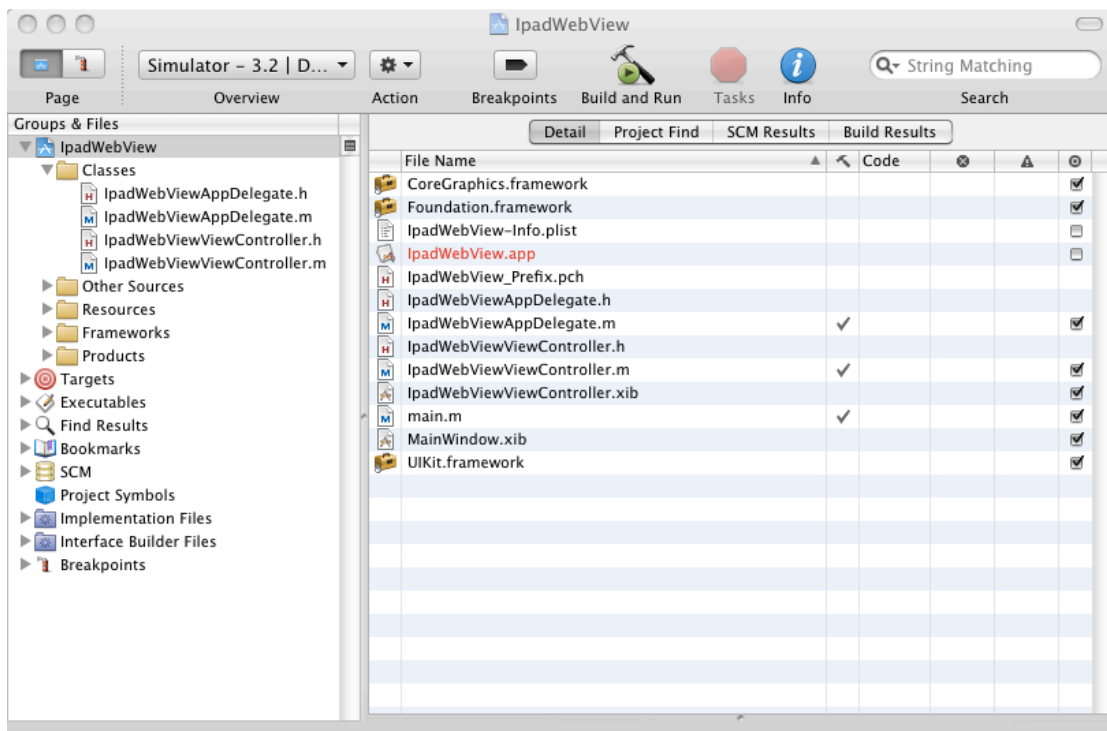 IpadWebView
Simulator – 3.2 | D...
String Matching
Page
Overview
Action
Breakpoints
Build and Run
Tasks
Info
Search
Groups & Files
IpadWebView
Classes
IpadWebViewAppDelegate.h
IpadWebViewAppDelegate.m
IpadWebViewViewController.h
IpadWebViewViewController.m
Other Sources
Resources
Frameworks
Products
Targets
Executables
Find Results
Bookmarks
SCM
Project Symbols
Implementation Files
Interface Builder Files
Breakpoints
Detail
Project Find
SCM Results
Build Results
File Name
Code
CoreGraphics.framework
Foundation.framework
IpadWebView-Info.plist
IpadWebView.app
IpadWebView_Prefix.pch
IpadWebViewAppDelegate.h
IpadWebViewAppDelegate.m
IpadWebViewViewController.h
IpadWebViewViewController.m
IpadWebViewViewController.xib
main.m
MainWindow.xib
UIKit.framework